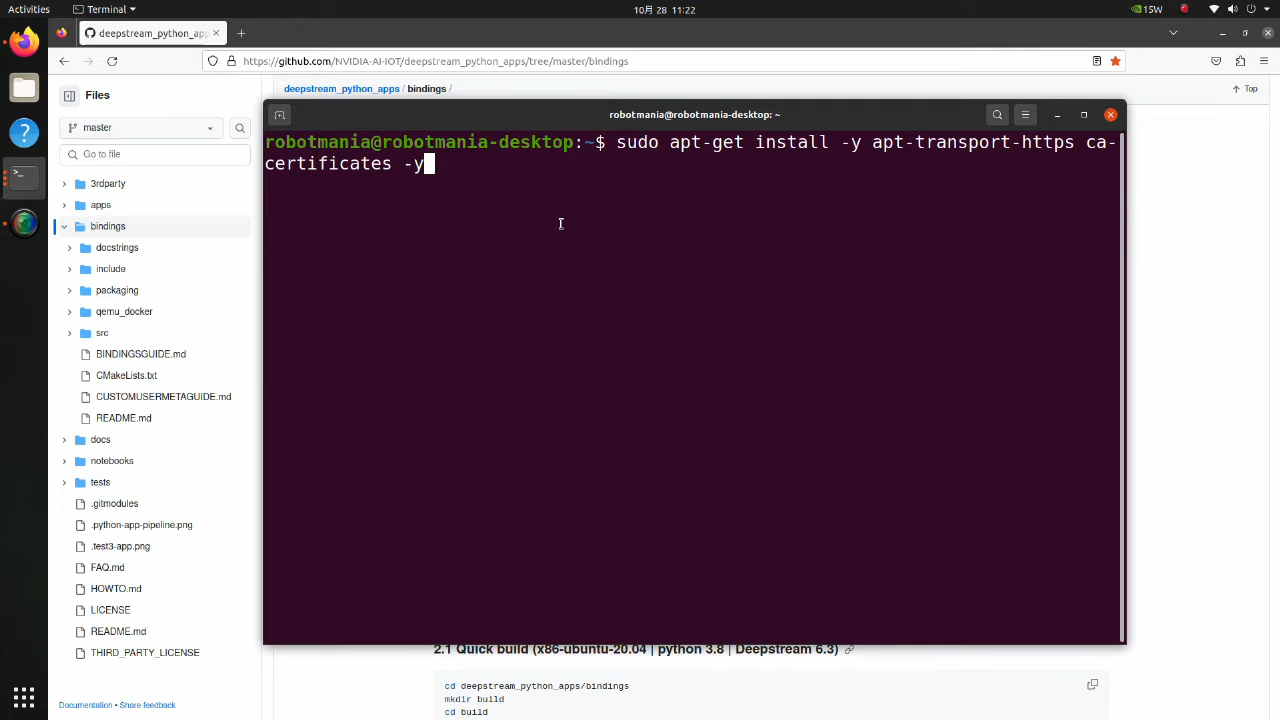 Activities
Terminal
10月 28 11:22
15W
deepstream_python_app
https://github.com/NVIDIA-AI-IOT/deepstream_python_apps/tree/master/bindings
Files
deepstream_python_apps / bindings /
Top
master
Go to file
3rdparty
apps
bindings
docstrings
include
packaging
qemu_docker
src
BINDINGSGUIDE.md
CMakeLists.txt
CUSTOMUSERMETAGUIDE.md
README.md
docs
notebooks
tests
.gitmodules
.python-app-pipeline.png
.test3-app.png
FAQ.md
HOWTO.md
LICENSE
README.md
THIRD_PARTY_LICENSE
Documentation • Share feedback
robotmania@robotmania-desktop: ~
robotmania@robotmania-desktop:~$ sudo apt-get install -y apt-transport-https ca-
certificates -y
2.1 Quick build (x86-ubuntu-20.04 | python 3.8 | Deepstream 6.3)
cd deepstream_python_apps/bindings
mkdir build
cd build